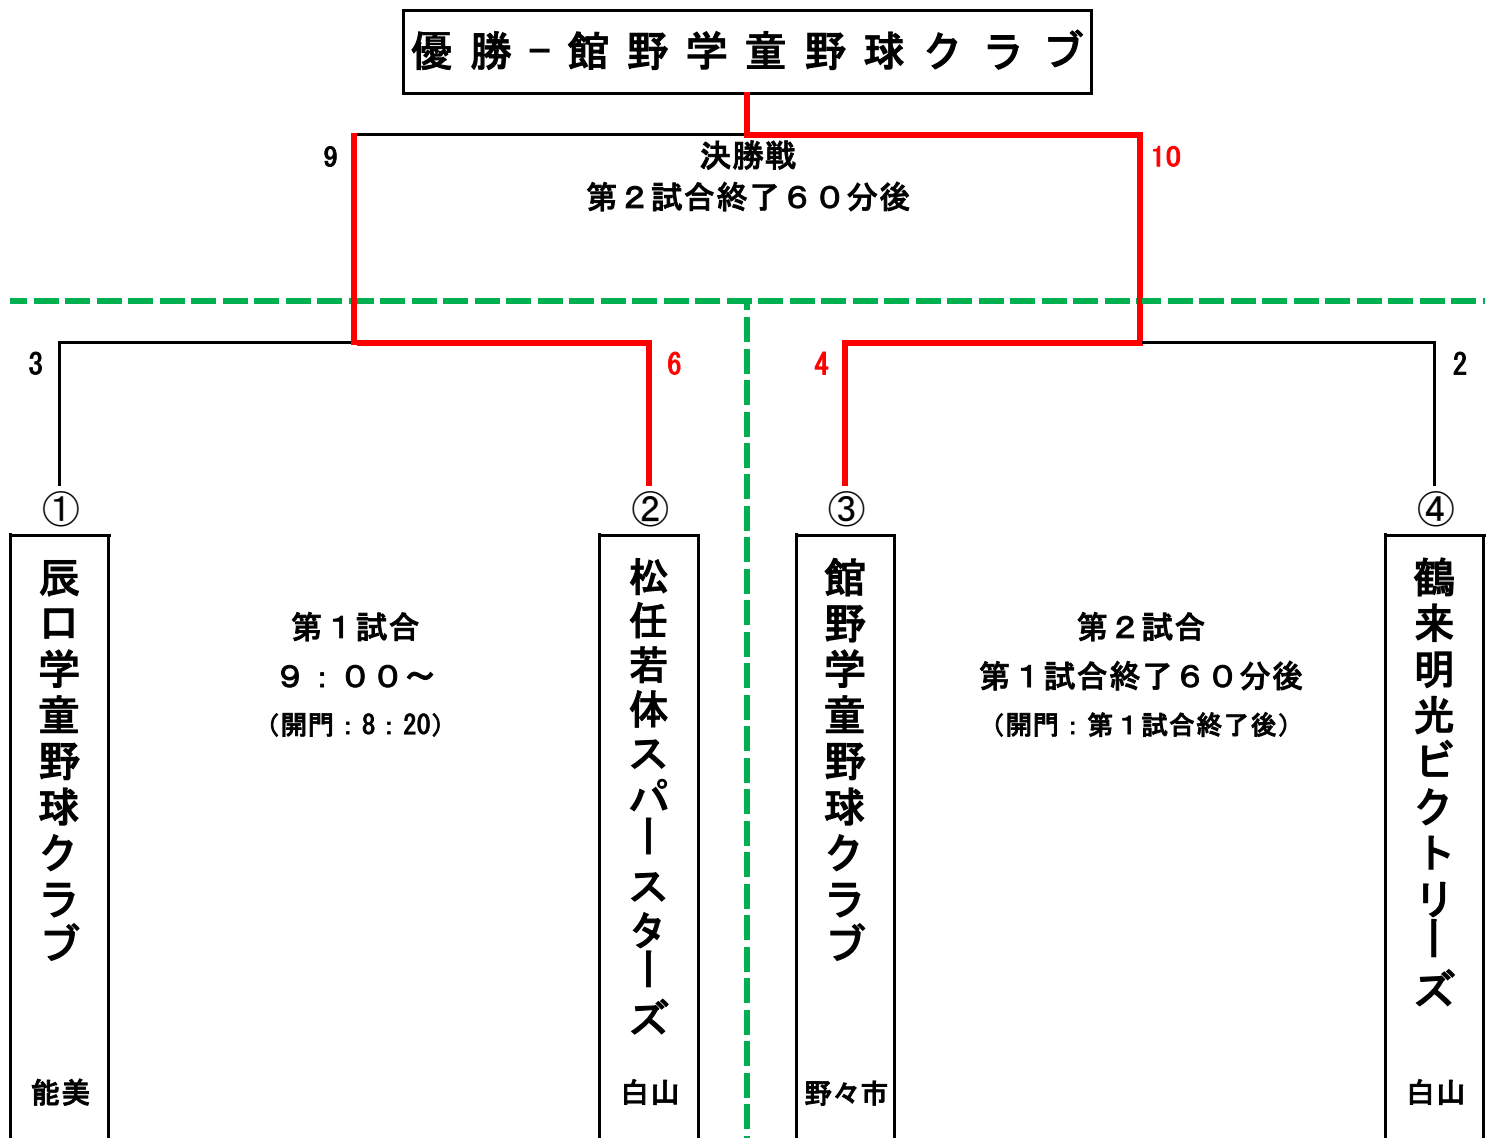 優勝－館野学童野球クラブ
9
決勝戦
10
第２試合終了６０分後
3
6
4
2
①
②
③
④
辰口学童野球クラブ
能美
第１試合
９：００～
（開門：8：20）
松任若体スパースターズ
白山
館野学童野球クラブ
野々市
第２試合
第１試合終了６０分後
（開門：第１試合終了後）
鶴来明光ビクトリーズ
白山